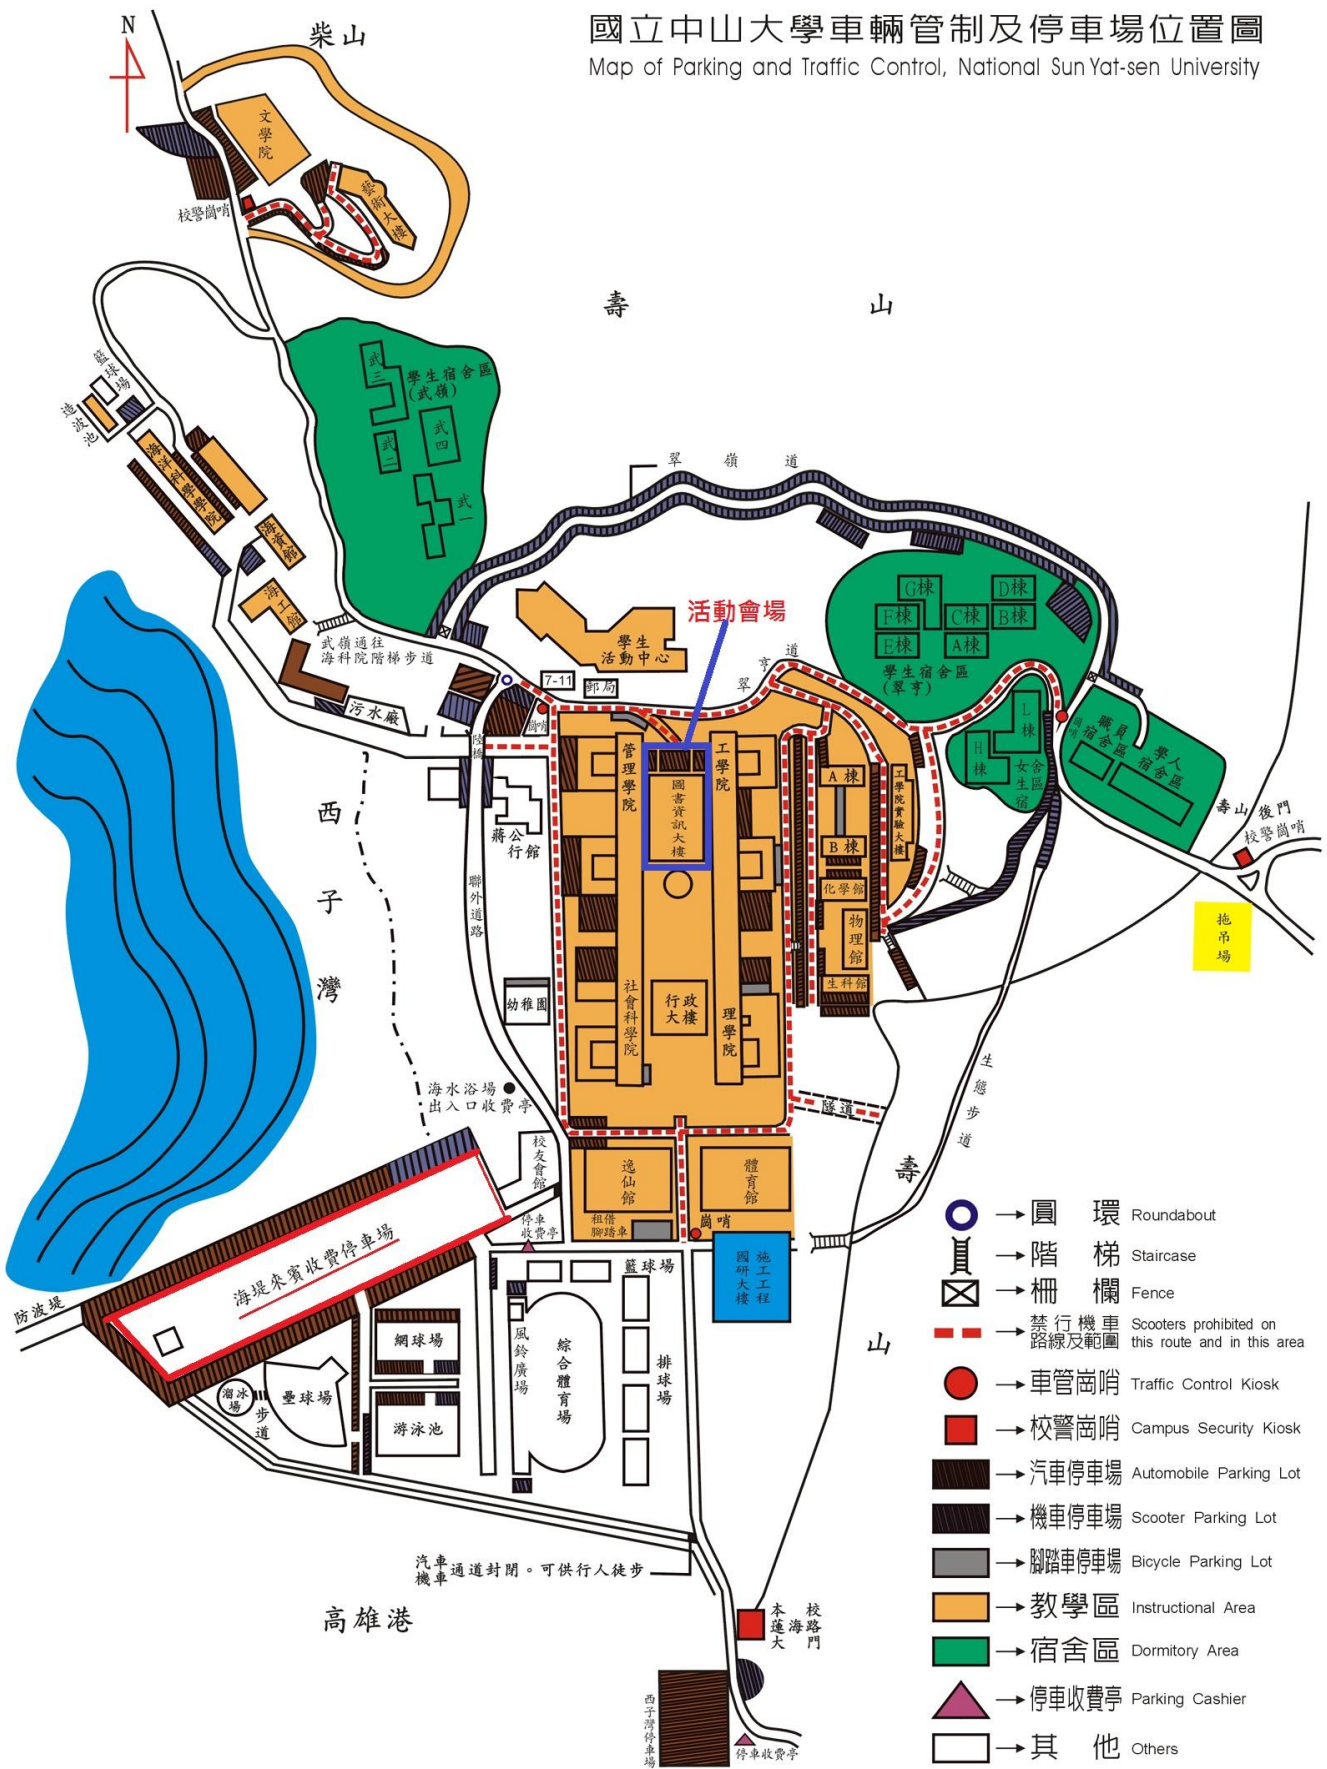 國立中山大學車輛管制及停車場位置圖
Map of Parking and Traffic Control, National Sun Yat-sen University
N
柴山
文學院
藝術大樓
校警崗哨
壽山
籃球場
造波池
海洋科學學院
海資館
海工館
武三
學生宿舍區
(武嶺)
武四
武二
武一
翠嶺道
武嶺通往
海科院階梯步道
污水廠
學生
活動中心
7-11
郵局
崗哨
陸橋
活動會場
翠亨道
G棟
D棟
F棟
C棟
B棟
E棟
A棟
學生宿舍區
(翠亨)
L棟
H棟
女生宿舍區
崗哨
職員宿舍區
學人宿舍區
壽山後門
校警崗哨
拖吊場
管理學院
圖書資訊大樓
工學院
A棟
B棟
工學院實驗大樓
化學館
物理館
生科館
蔣公行館
聯外道路
西子灣
幼稚園
社會科學院
行政大樓
理學院
海水浴場
出入口收費亭
隧道
生態步道
壽山
校友會館
逸仙館
體育館
租借
腳踏車
崗哨
停車
收費亭
國研大樓
施工工程
海堤來賓收費停車場
防波堤
溜冰場
步道
壘球場
網球場
游泳池
風鈴廣場
綜合體育場
籃球場
排球場
汽車
機車
通道封閉。可供行人徒步
高雄港
本校
蓮海路
大門
西子灣停車場
停車收費亭
圓環 Roundabout
階梯 Staircase
柵欄 Fence
禁行機車
路線及範圍
Scooters prohibited on
this route and in this area
車管崗哨 Traffic Control Kiosk
校警崗哨 Campus Security Kiosk
汽車停車場 Automobile Parking Lot
機車停車場 Scooter Parking Lot
腳踏車停車場 Bicycle Parking Lot
教學區 Instructional Area
宿舍區 Dormitory Area
停車收費亭 Parking Cashier
其他 Others